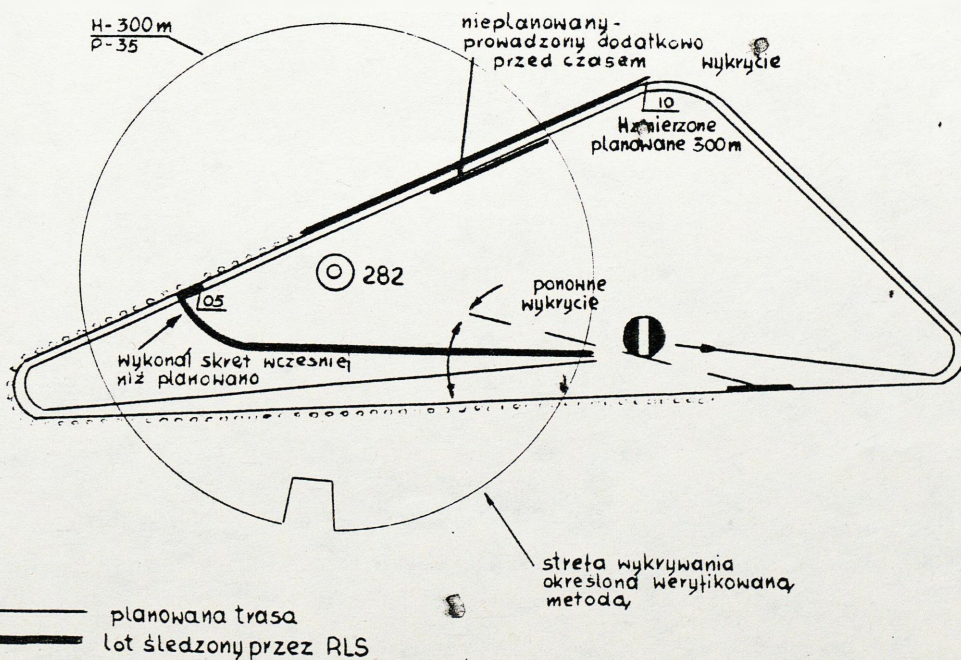 H-300m
P-35
nieplanowany-
prowadzony dodatkowo
przed czasem
wykrycie
10
Hzmierzone
planowane 300m
282
05
ponowne
wykrycie
wykonał skręt wcześniej
niż planowano
strefa wykrywania
określona weryfikowaną
metodą
planowana trasa
lot śledzony przez RLS